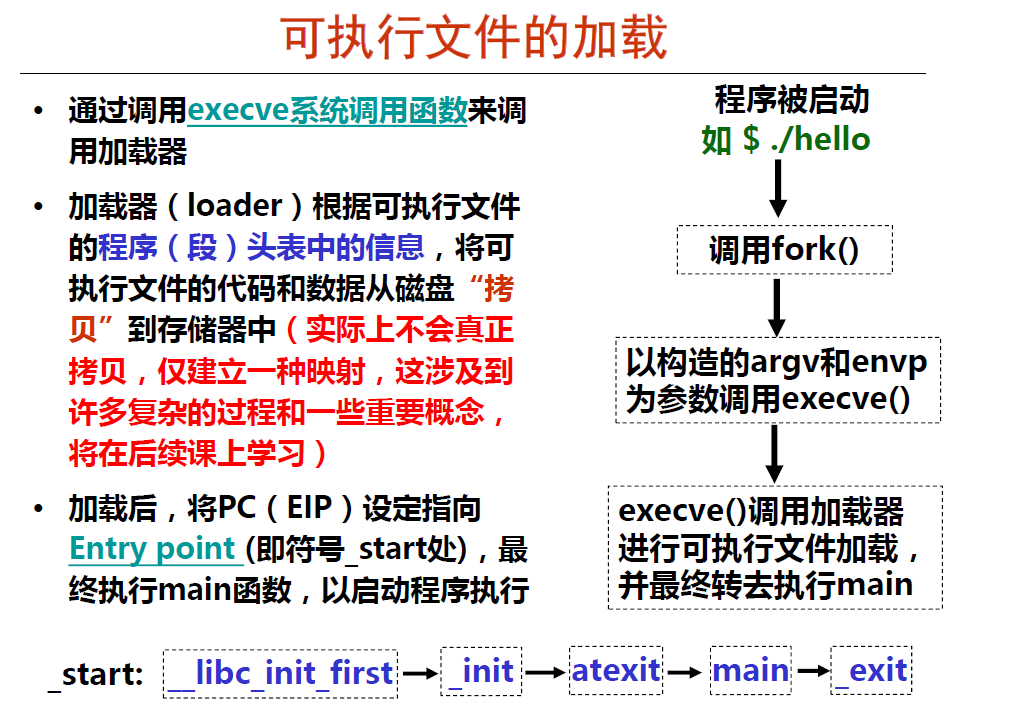 可执行文件的加载
• 通过调用execve系统调用函数来调
用加载器
• 加载器（loader）根据可执行文件
的程序（段）头表中的信息，将可
执行文件的代码和数据从磁盘“拷
贝”到存储器中（实际上不会真正
拷贝，仅建立一种映射，这涉及到
许多复杂的过程和一些重要概念，
将在后续课上学习）
• 加载后，将PC（EIP）设定指向
Entry point (即符号_start处)，最
终执行main函数，以启动程序执行
程序被启动
如 $ ./hello
调用fork()
以构造的argv和envp
为参数调用execve()
execve()调用加载器
进行可执行文件加载，
并最终转去执行main
_start: __libc_init_first _init atexit main _exit